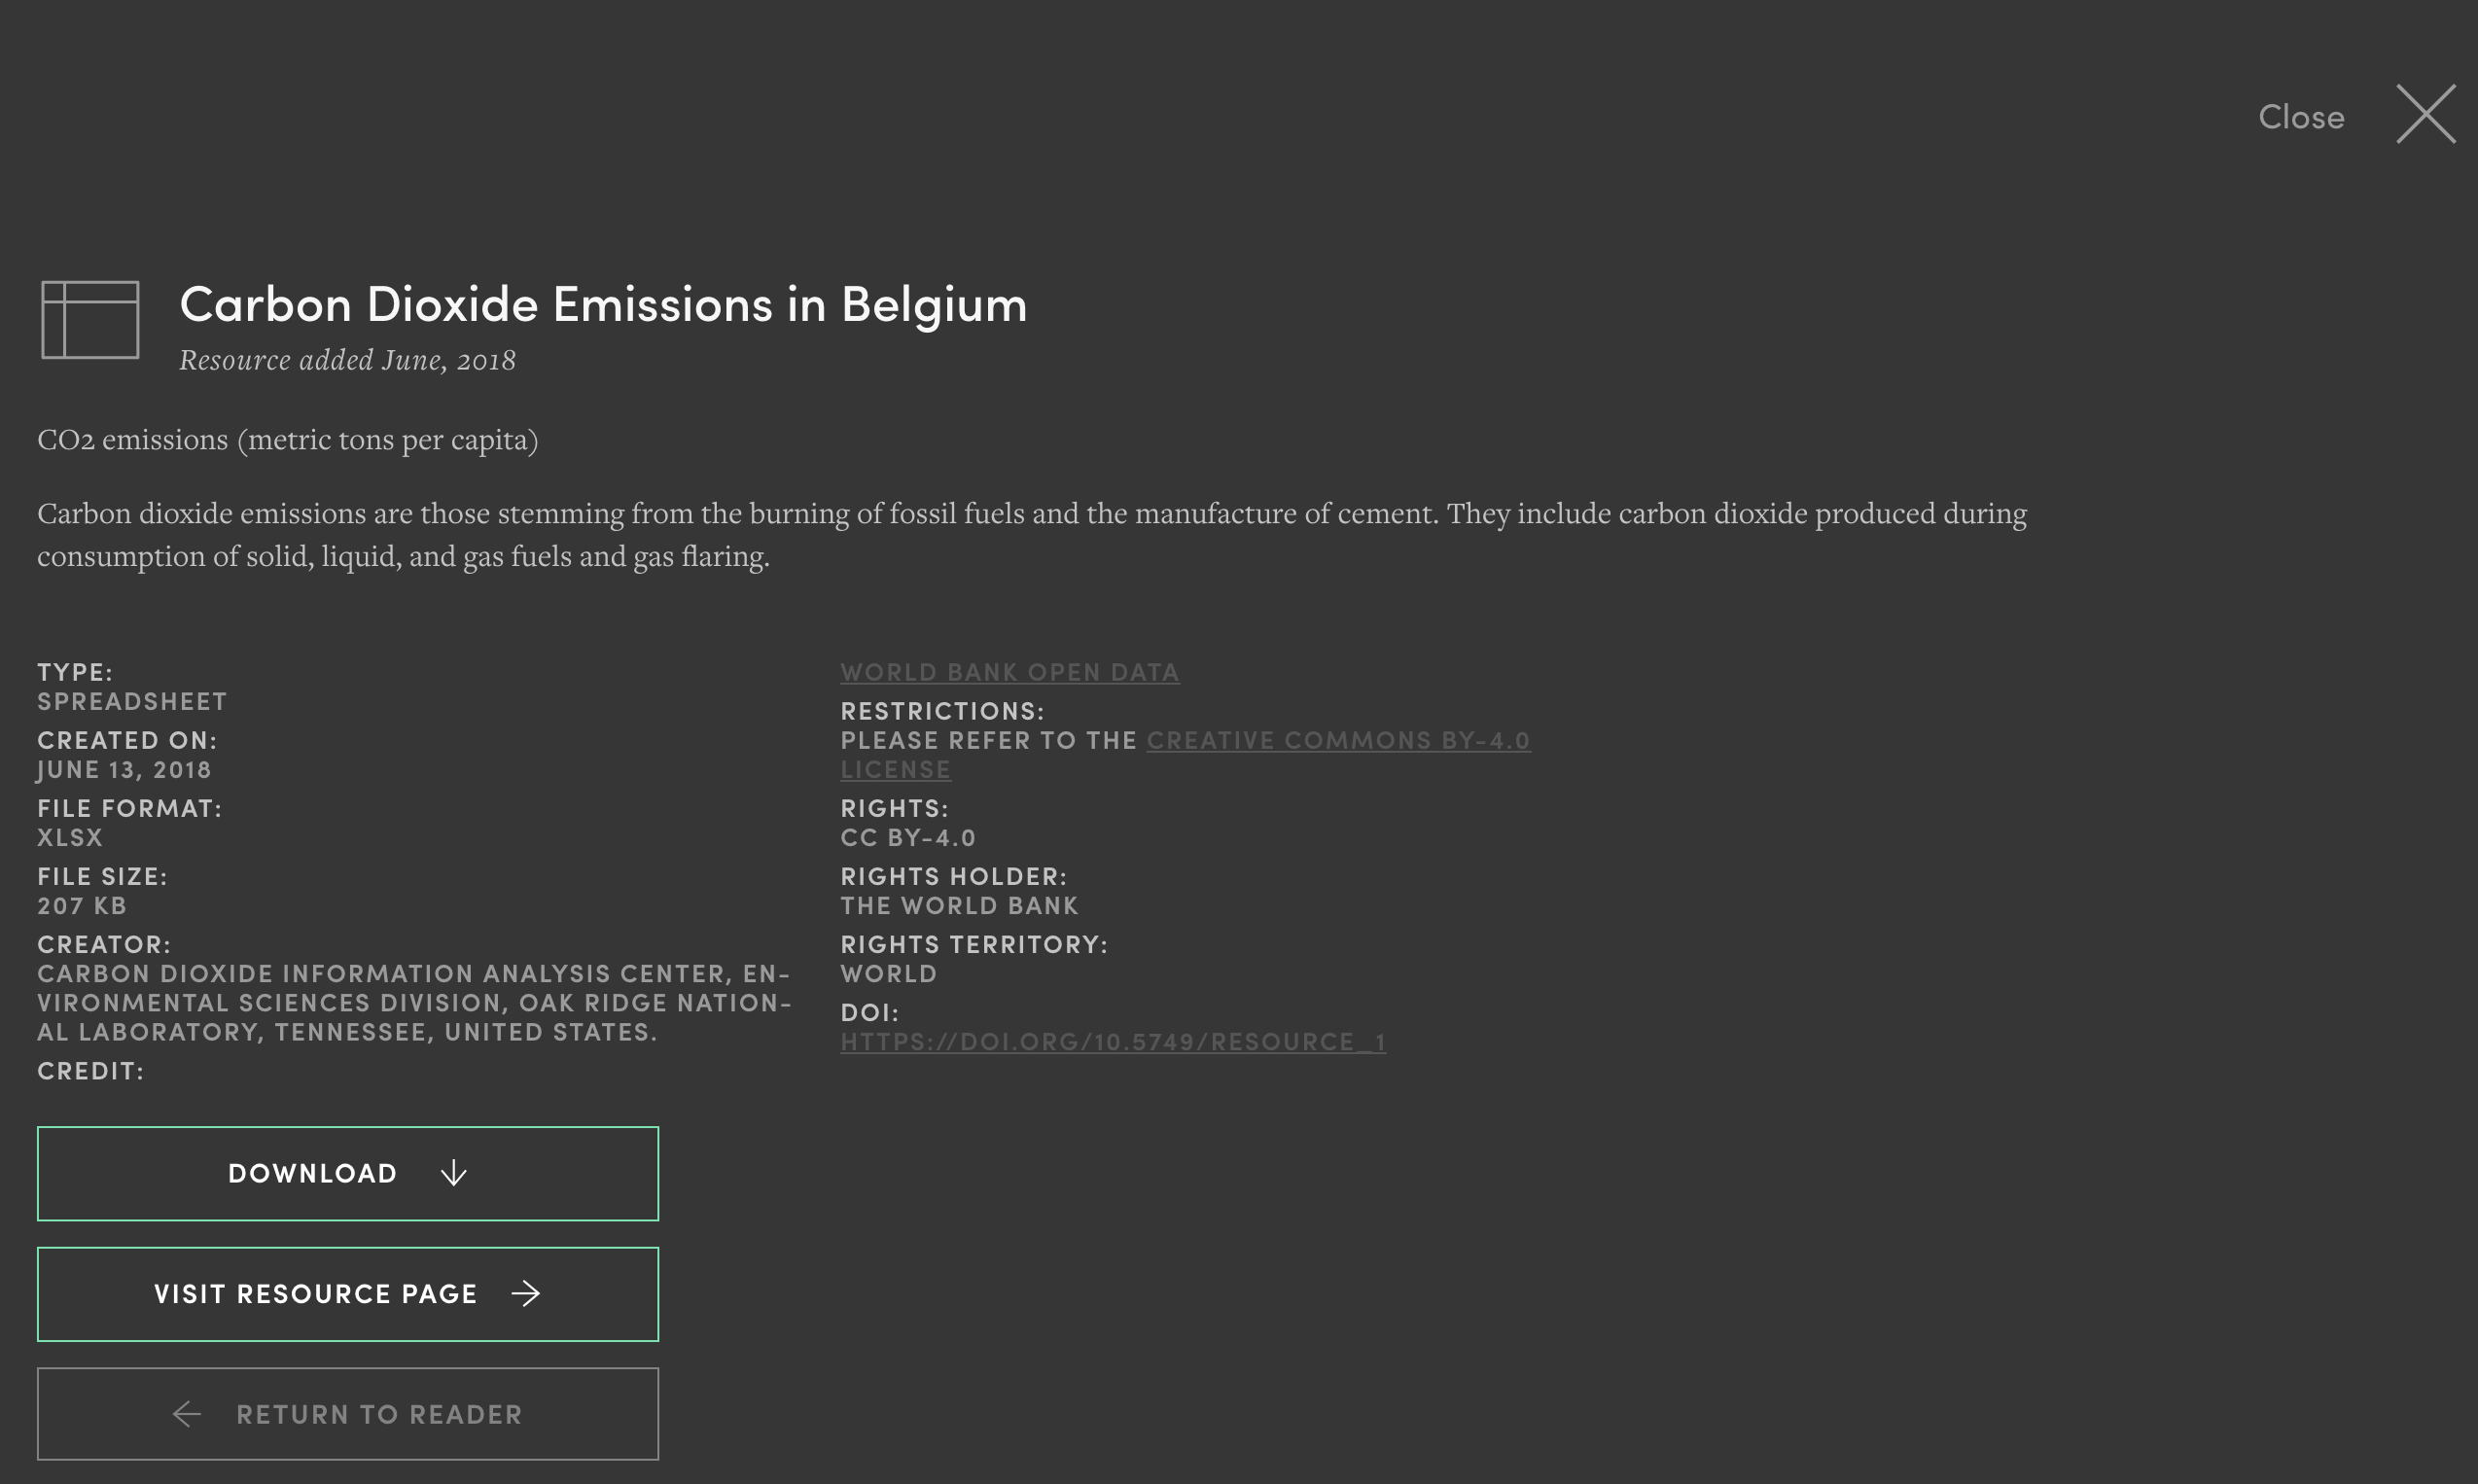 Close
Carbon Dioxide Emissions in Belgium
Resource added June, 2018
CO2 emissions (metric tons per capita)
Carbon dioxide emissions are those stemming from the burning of fossil fuels and the manufacture of cement. They include carbon dioxide produced during
consumption of solid, liquid, and gas fuels and gas flaring.
TYPE:
SPREADSHEET
CREATED ON:
JUNE 13, 2018
FILE FORMAT:
XLSX
FILE SIZE:
207 KB
CREATOR:
CARBON DIOXIDE INFORMATION ANALYSIS CENTER, EN-
VIRONMENTAL SCIENCES DIVISION, OAK RIDGE NATION-
AL LABORATORY, TENNESSEE, UNITED STATES.
CREDIT:
WORLD BANK OPEN DATA
RESTRICTIONS:
PLEASE REFER TO THE CREATIVE COMMONS BY-4.0
LICENSE
RIGHTS:
CC BY-4.0
RIGHTS HOLDER:
THE WORLD BANK
RIGHTS TERRITORY:
WORLD
DOI:
HTTPS://DOI.ORG/10.5749/RESOURCE_1
DOWNLOAD
VISIT RESOURCE PAGE
RETURN TO READER